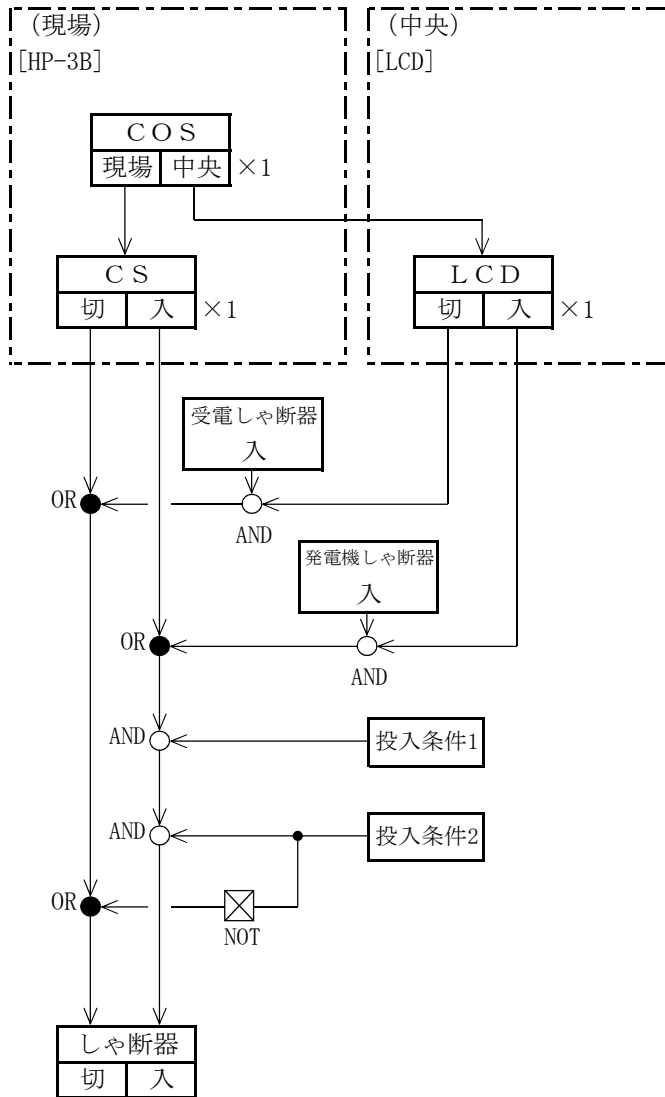 (現場)
[HP-3B]
(中央)
[LCD]
COS
現場 中央 ×1
CS
切 入 ×1
LCD
切 入 ×1
受電しゃ断器
入
OR
AND
発電機しゃ断器
入
OR
AND
AND
投入条件1
AND
投入条件2
OR
NOT
しゃ断器
切 入